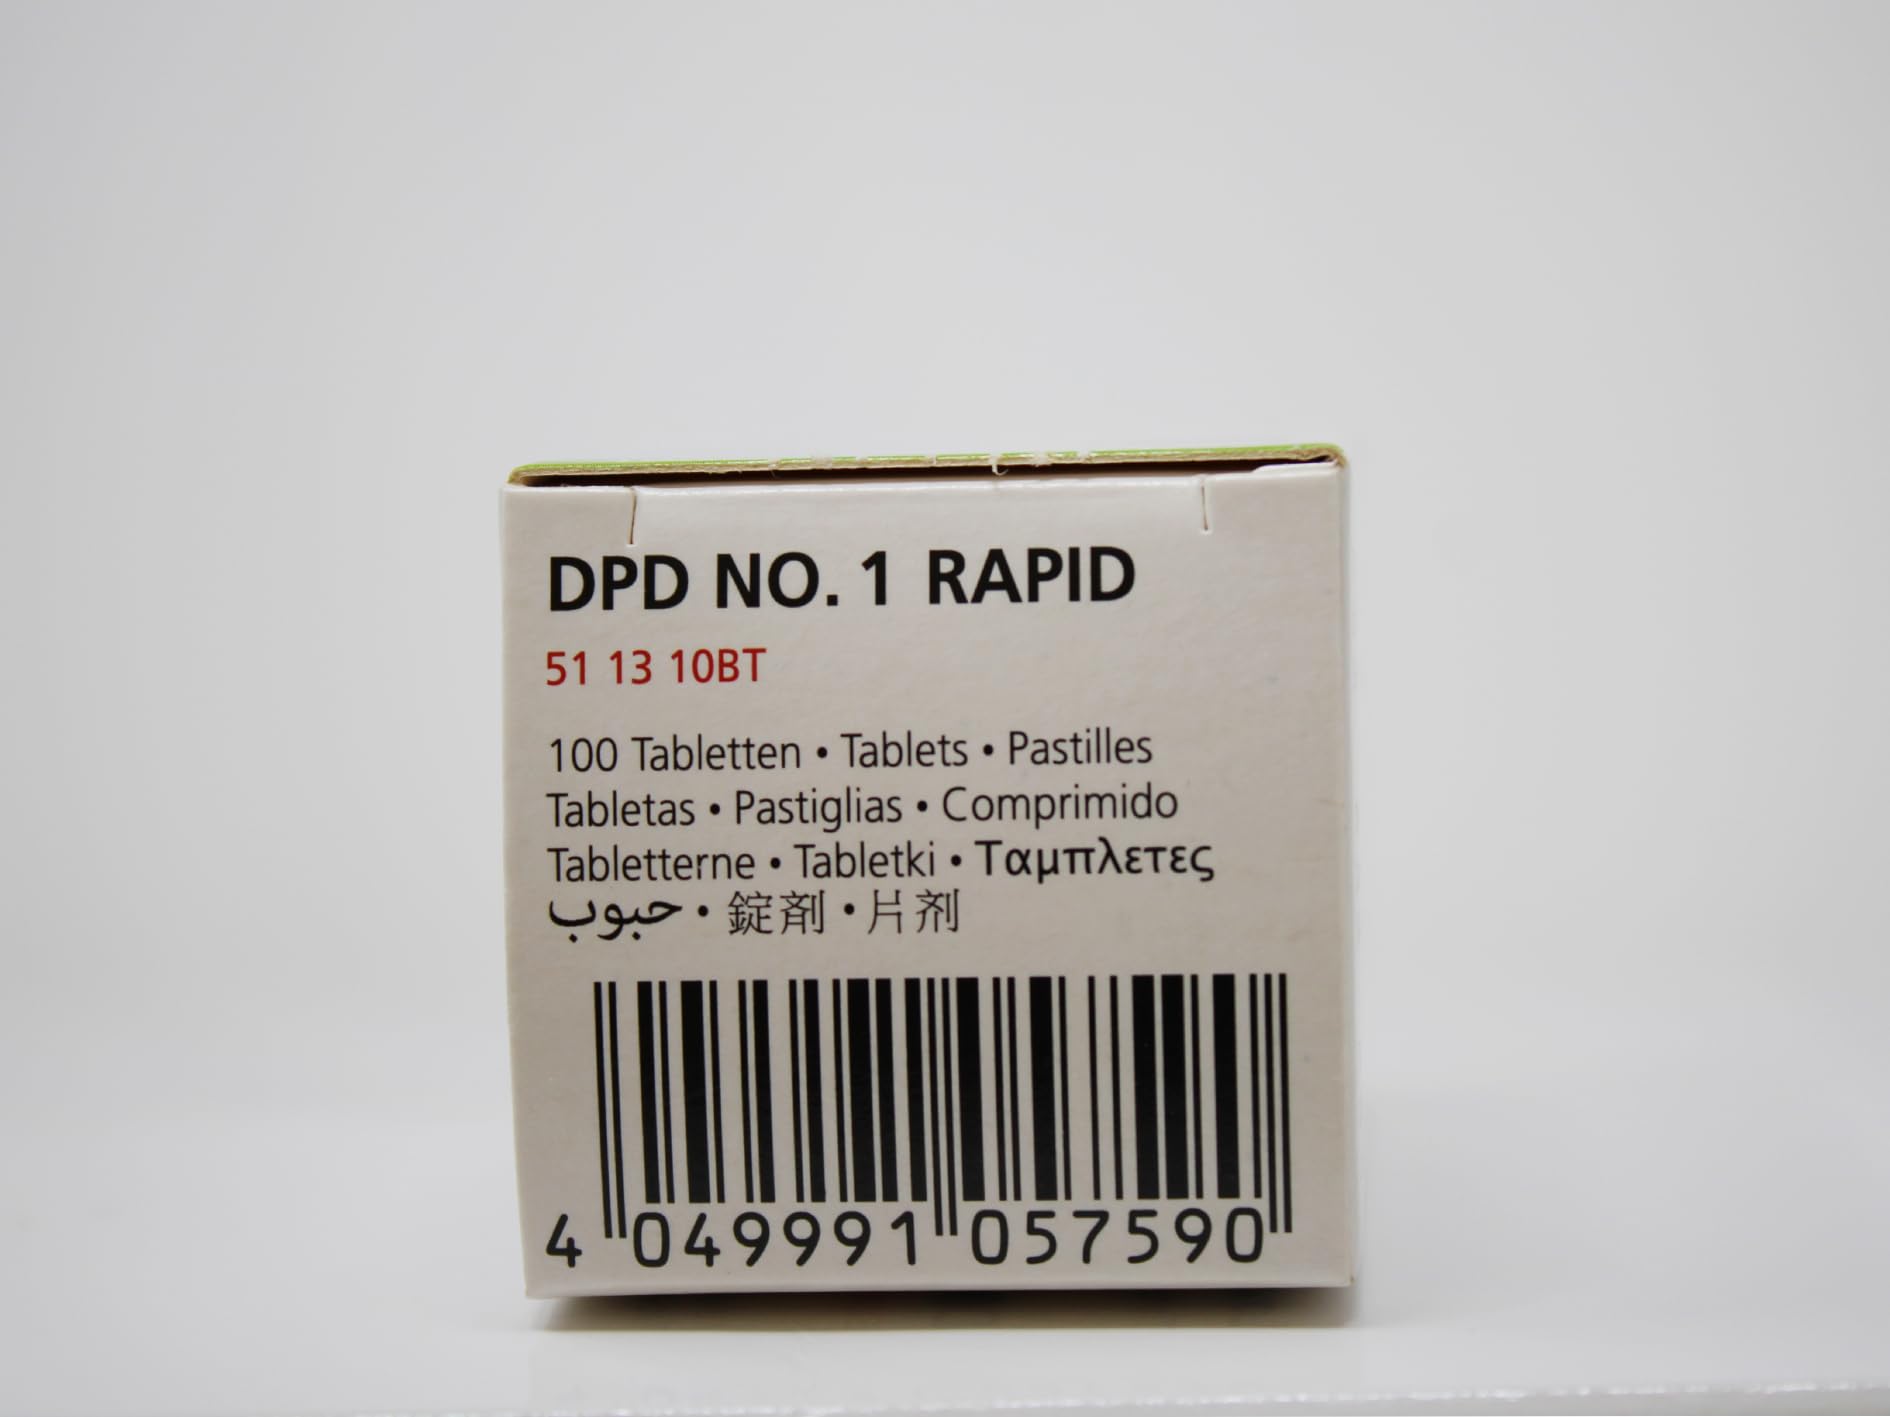 DPD NO. 1 RAPID
51 13 10BT
100 Tabletten • Tablets • Pastilles
Tabletas • Pastiglias • Comprimido
Tabletterne • Tabletki • Ταμπλετες
حبوب • 錠剤 • 片剂
4 049991 057590